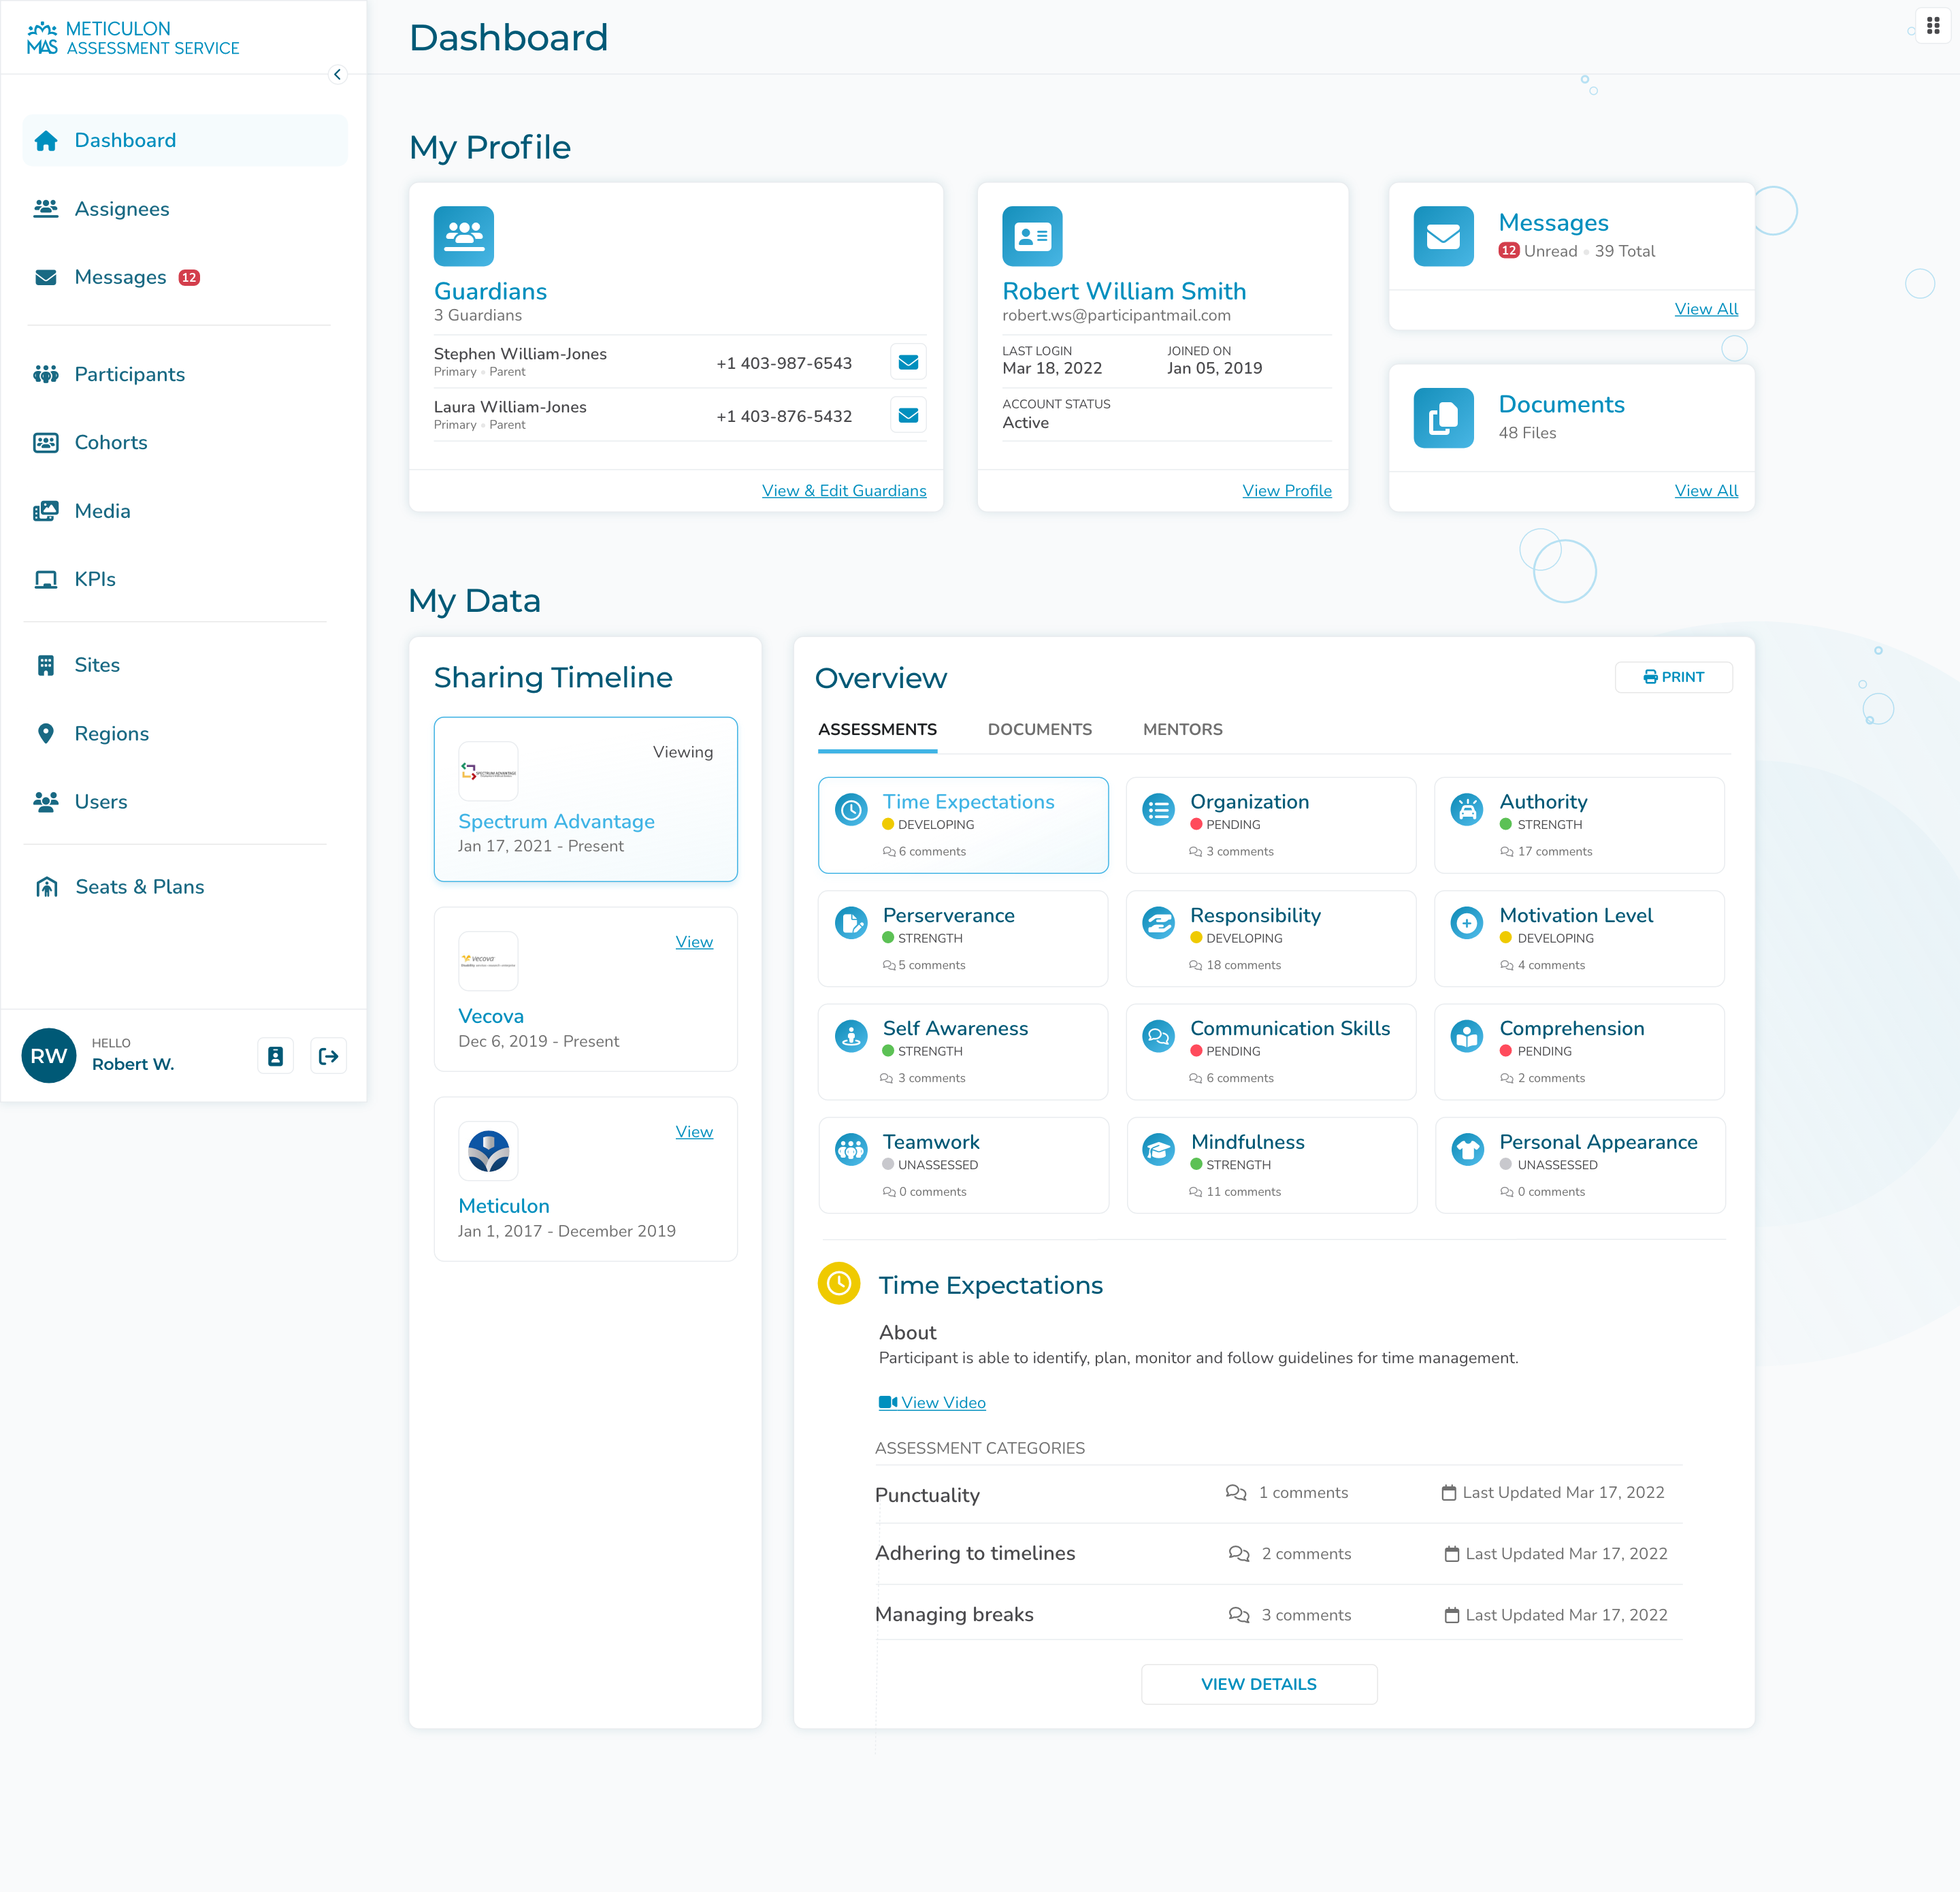 METICULON
MAS ASSESSMENT SERVICE
Dashboard
Dashboard
Assignees
Messages 12
Participants
Cohorts
Media
KPIs
Sites
Regions
Users
Seats & Plans
RW
HELLO
Robert W.
My Profile
Guardians
3 Guardians
Stephen William-Jones
Primary • Parent
+1 403-987-6543
Laura William-Jones
Primary • Parent
+1 403-876-5432
View & Edit Guardians
Robert William Smith
robert.ws@participantmail.com
LAST LOGIN
Mar 18, 2022
JOINED ON
Jan 05, 2019
ACCOUNT STATUS
Active
View Profile
Messages
12 Unread • 39 Total
View All
Documents
48 Files
View All
My Data
Sharing Timeline
Viewing
SPECTRUM ADVANTAGE
Spectrum Advantage
Jan 17, 2021 - Present
View
vecova
Vecova
Dec 6, 2019 - Present
View
Meticulon
Jan 1, 2017 - December 2019
Overview
PRINT
ASSESSMENTS
DOCUMENTS
MENTORS
Time Expectations
DEVELOPING
6 comments
Organization
PENDING
3 comments
Authority
STRENGTH
17 comments
Perserverance
STRENGTH
5 comments
Responsibility
DEVELOPING
18 comments
Motivation Level
DEVELOPING
4 comments
Self Awareness
STRENGTH
3 comments
Communication Skills
PENDING
6 comments
Comprehension
PENDING
2 comments
Teamwork
UNASSESSED
0 comments
Mindfulness
STRENGTH
11 comments
Personal Appearance
UNASSESSED
0 comments
Time Expectations
About
Participant is able to identify, plan, monitor and follow guidelines for time management.
View Video
ASSESSMENT CATEGORIES
Punctuality
1 comments
Last Updated Mar 17, 2022
Adhering to timelines
2 comments
Last Updated Mar 17, 2022
Managing breaks
3 comments
Last Updated Mar 17, 2022
VIEW DETAILS